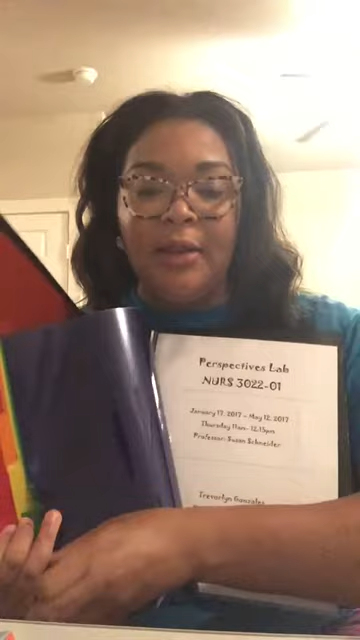 Perspectives Lab
NURS 3022-01
January 17, 2017 - May 12, 2017
Thursday 11am- 12:15pm
Professor: Susan Schneider
Trevorlyn Gonzales